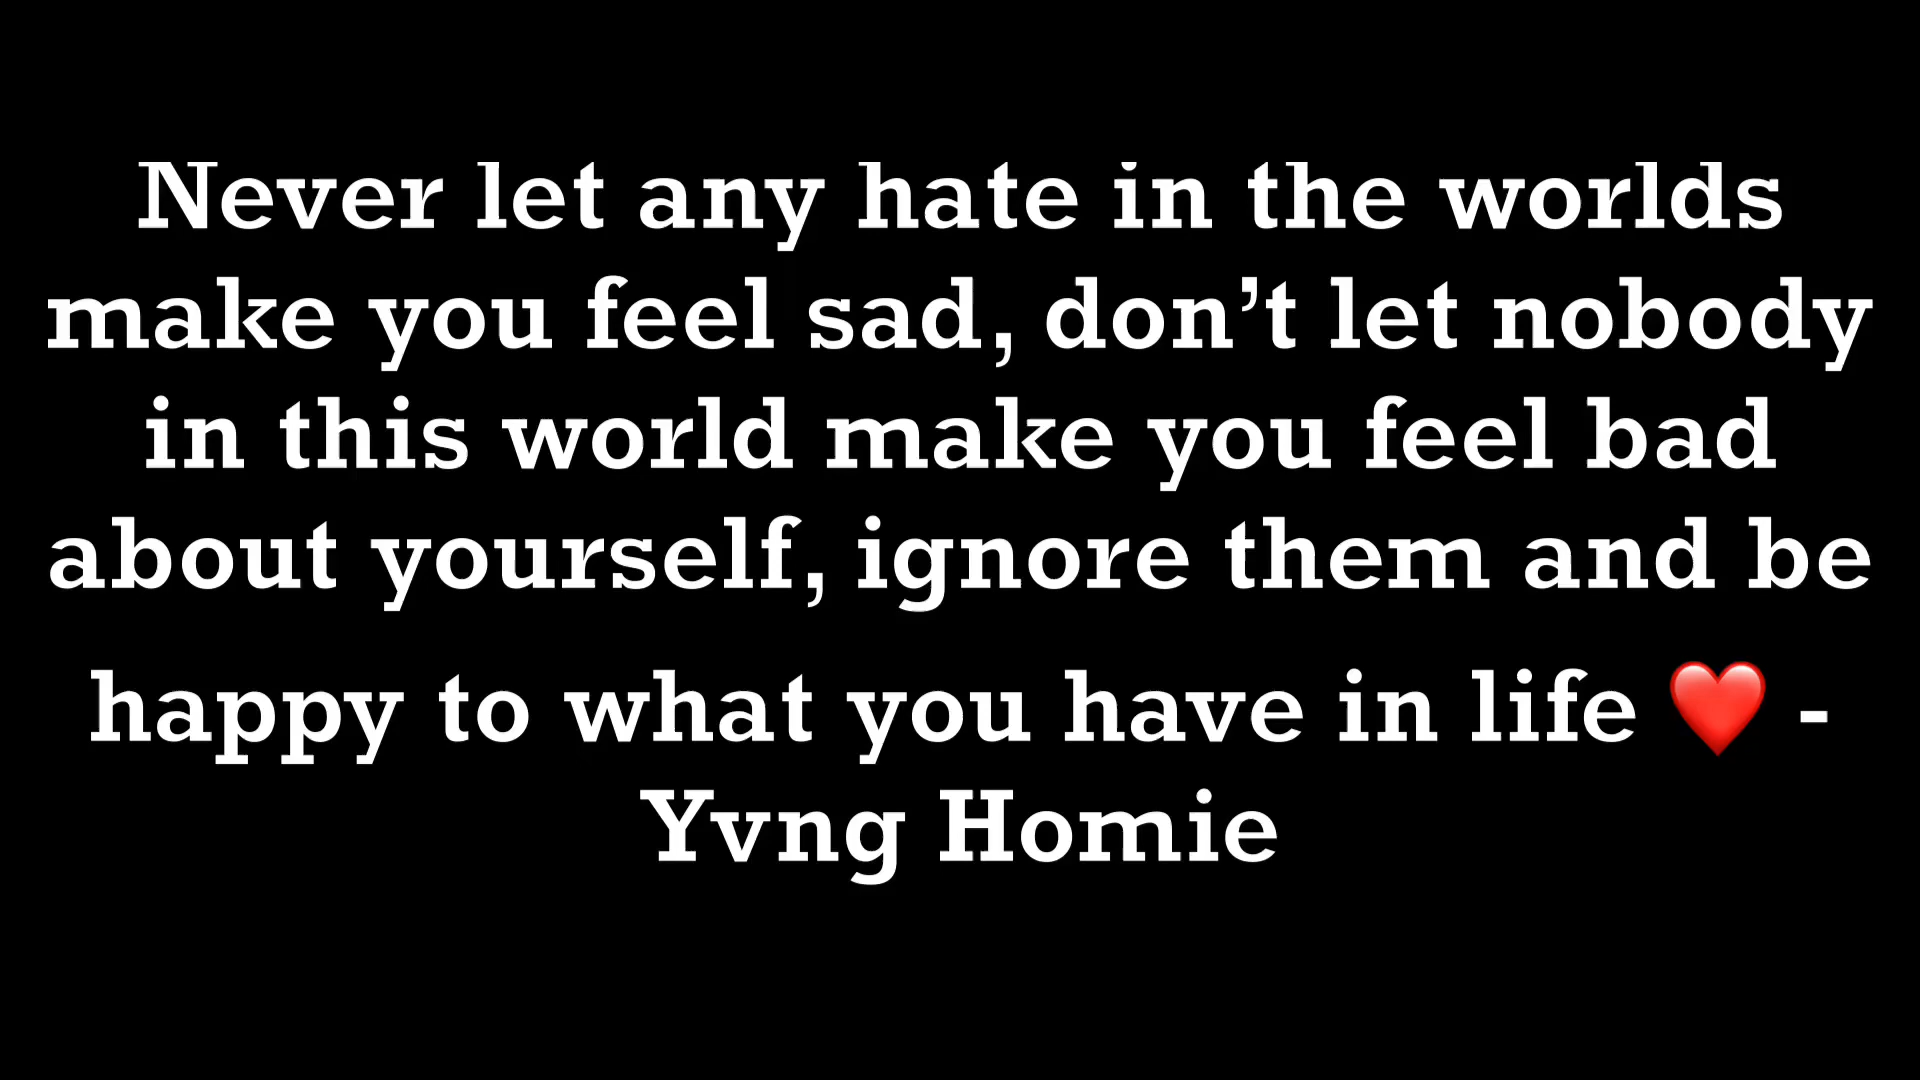 Never let any hate in the worlds
make you feel sad, don’t let nobody
in this world make you feel bad
about yourself, ignore them and be
happy to what you have in life ❤️ -
Yvng Homie